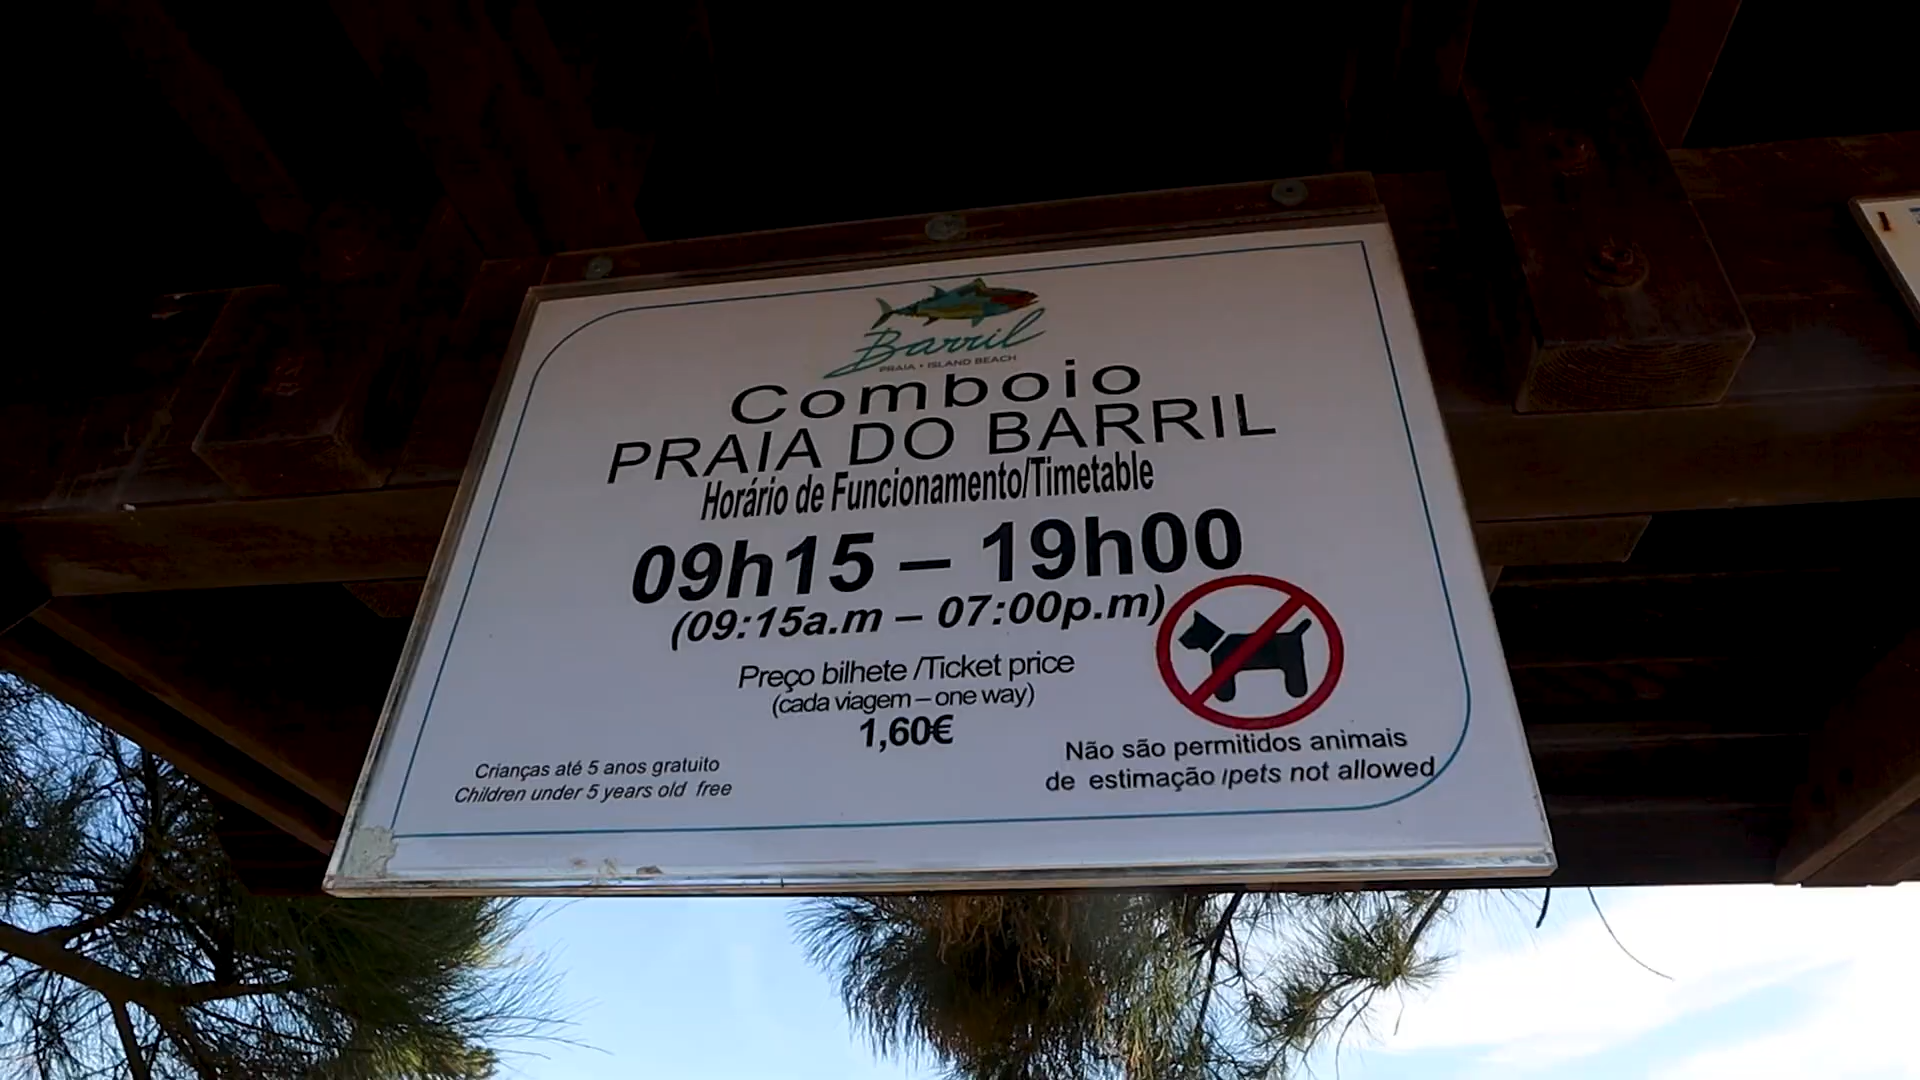 Barril
PRAIA • ISLAND BEACH
Comboio
PRAIA DO BARRIL
Horário de Funcionamento/Timetable
09h15 – 19h00
(09:15a.m – 07:00p.m)
Preço bilhete /Ticket price
(cada viagem – one way)
1,60€
Crianças até 5 anos gratuito
Children under 5 years old free
Não são permitidos animais
de estimação /pets not allowed